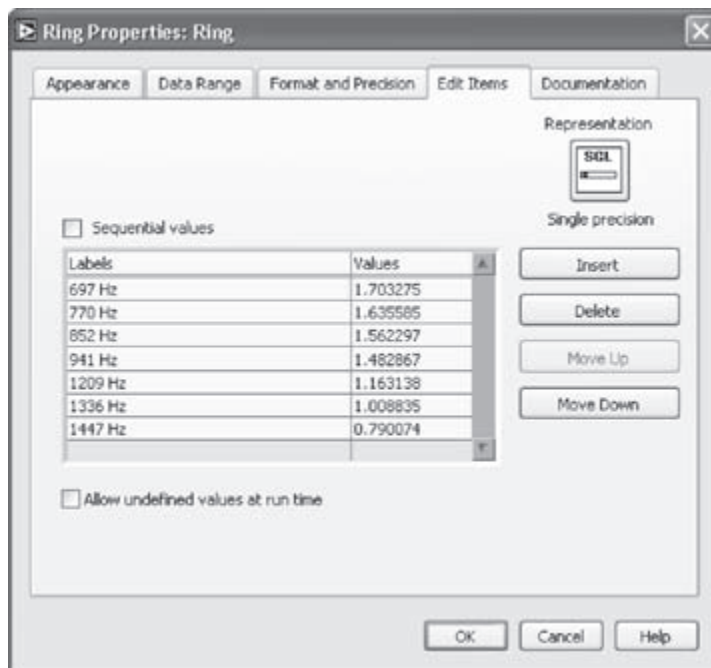 Ring Properties: Ring
Appearance
Data Range
Format and Precision
Edit Items
Documentation
Representation
SGL
Single precision
Sequential values
Labels Values
697 Hz 1.703275
770 Hz 1.635585
852 Hz 1.562297
941 Hz 1.482867
1209 Hz 1.163138
1336 Hz 1.008835
1447 Hz 0.790074
Insert
Delete
Move Up
Move Down
Allow undefined values at run time
OK
Cancel
Help